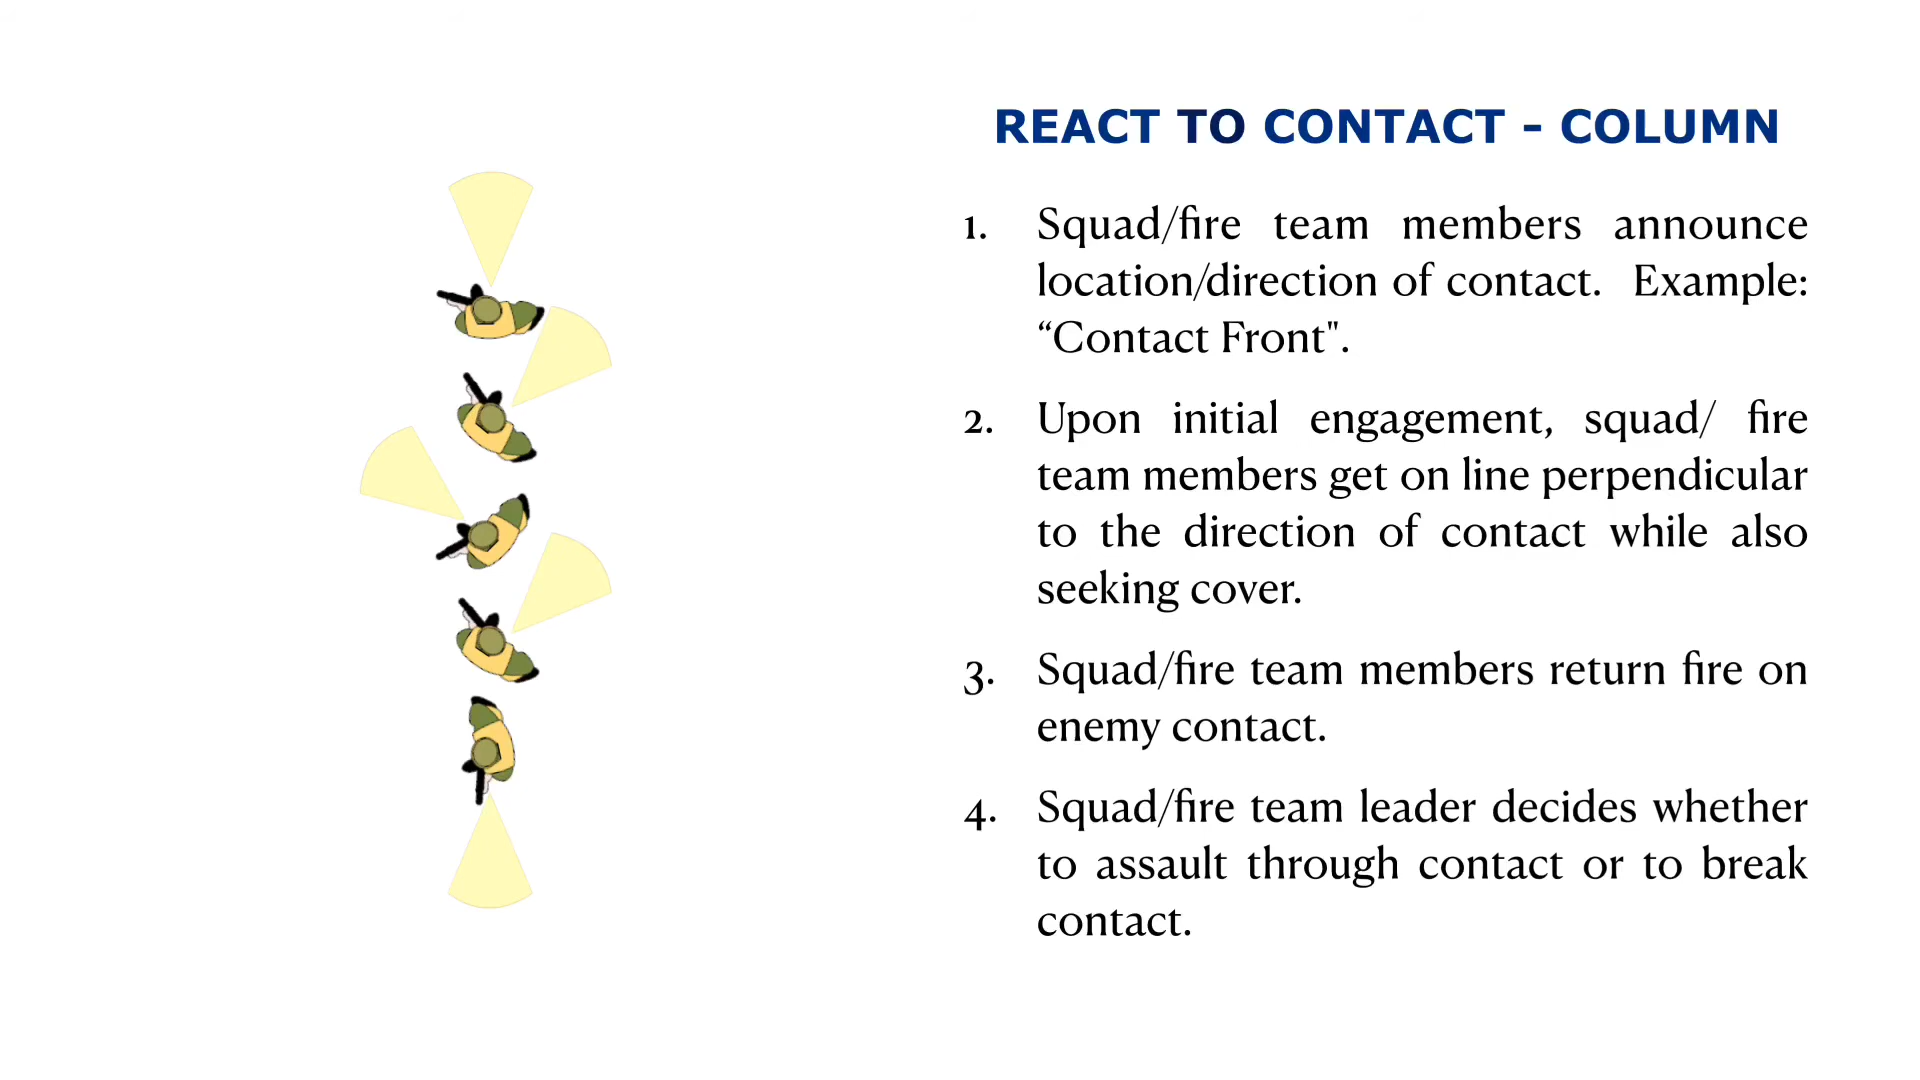 REACT TO CONTACT - COLUMN
1. Squad/fire team members announce
location/direction of contact. Example:
“Contact Front".
2. Upon initial engagement, squad/ fire
team members get on line perpendicular
to the direction of contact while also
seeking cover.
3. Squad/fire team members return fire on
enemy contact.
4. Squad/fire team leader decides whether
to assault through contact or to break
contact.